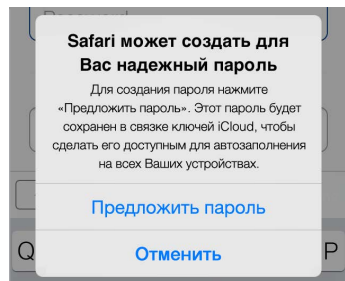 Safari может создать для
Вас надежный пароль
Для создания пароля нажмите
«Предложить пароль». Этот пароль будет
сохранен в связке ключей iCloud, чтобы
сделать его доступным для автозаполнения
на всех Ваших устройствах.
Предложить пароль
Q
P
Отменить